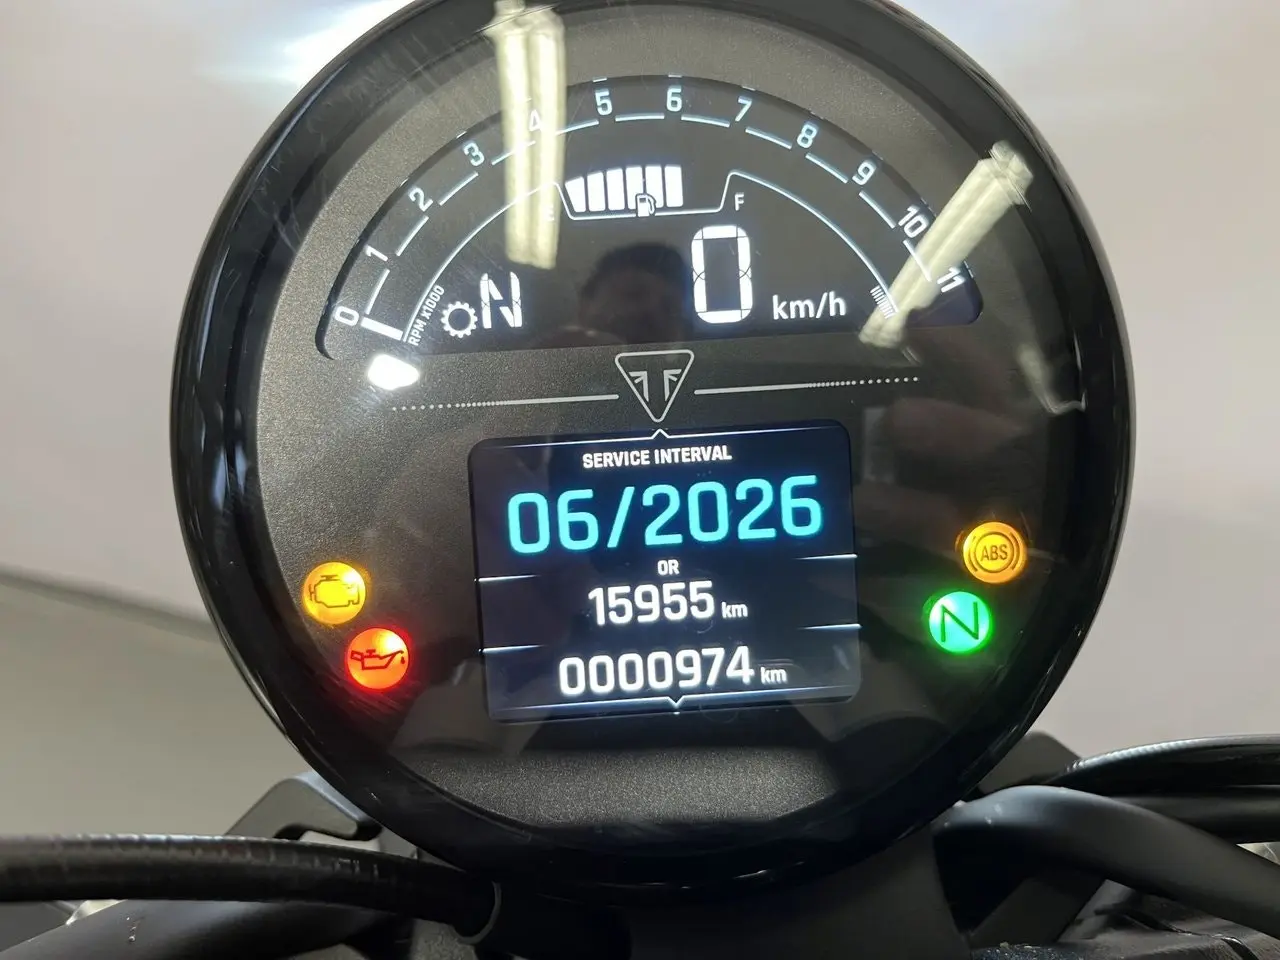 0 1 2 3 4 5 6 7 8 9 10 11
RPM x1000
E F
N 0 km/h
SERVICE INTERVAL
06/2026
OR
15955 km
0000974 km
ABS
N